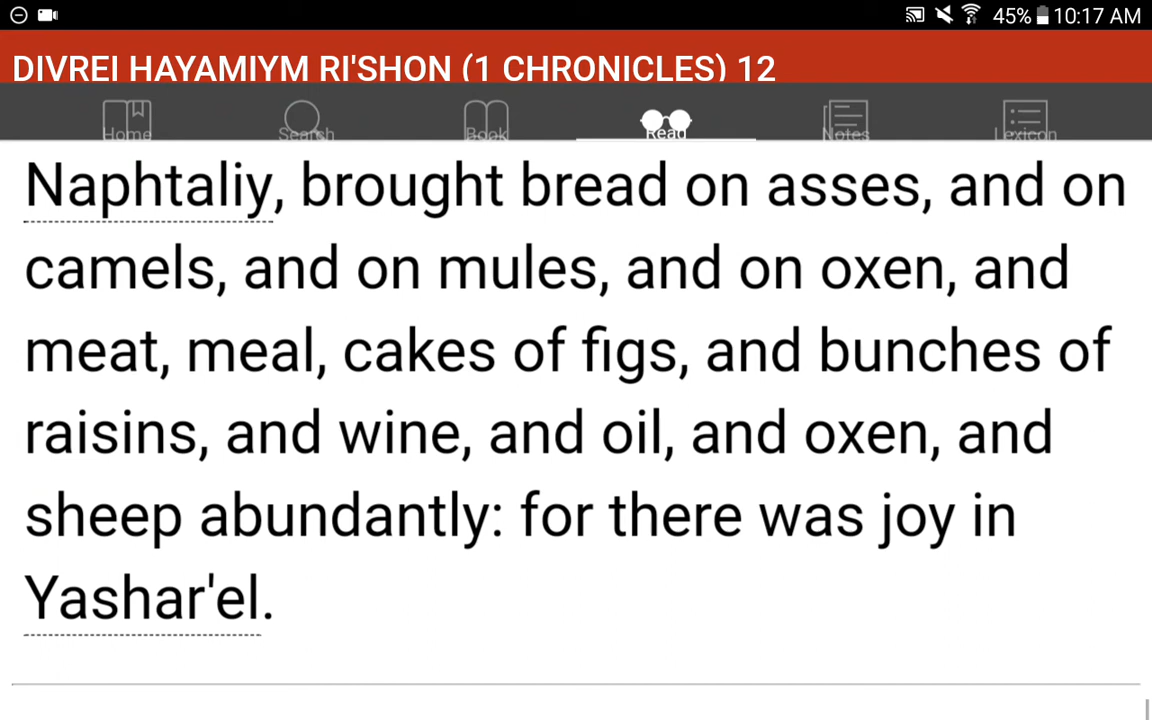 45% 10:17 AM
DIVREI HAYAMIYM RI'SHON (1 CHRONICLES) 12
Home Search Book Read Notes Lexicon
Naphtaliy, brought bread on asses, and on
camels, and on mules, and on oxen, and
meat, meal, cakes of figs, and bunches of
raisins, and wine, and oil, and oxen, and
sheep abundantly: for there was joy in
Yashar'el.